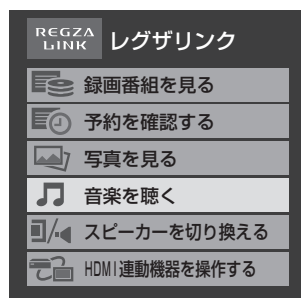 REGZA
LINK レグザリンク
録画番組を見る
予約を確認する
写真を見る
音楽を聴く
スピーカーを切り換える
HDMI連動機器を操作する